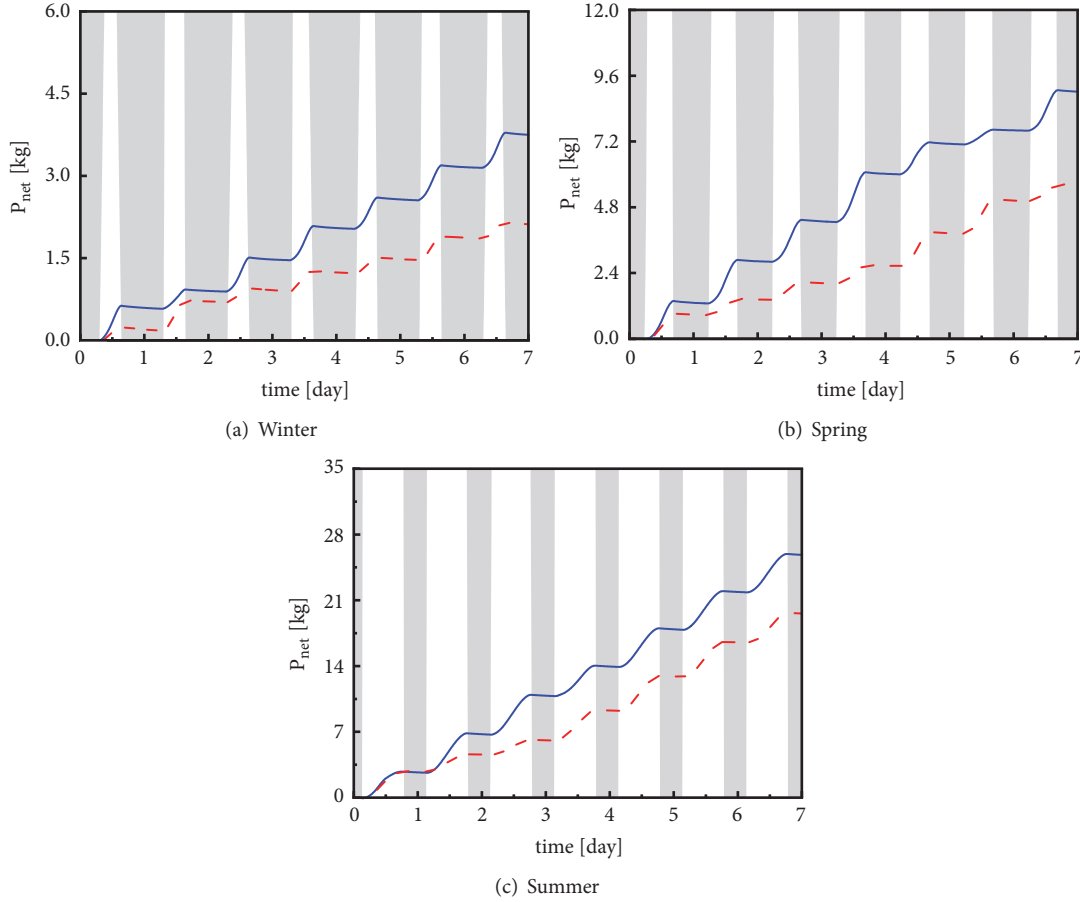 6.0
4.5
3.0
1.5
0.0
P_net [kg]
0 1 2 3 4 5 6 7
time [day]
(a) Winter
12.0
9.6
7.2
4.8
2.4
0.0
P_net [kg]
0 1 2 3 4 5 6 7
time [day]
(b) Spring
35
28
21
14
7
0
P_net [kg]
0 1 2 3 4 5 6 7
time [day]
(c) Summer